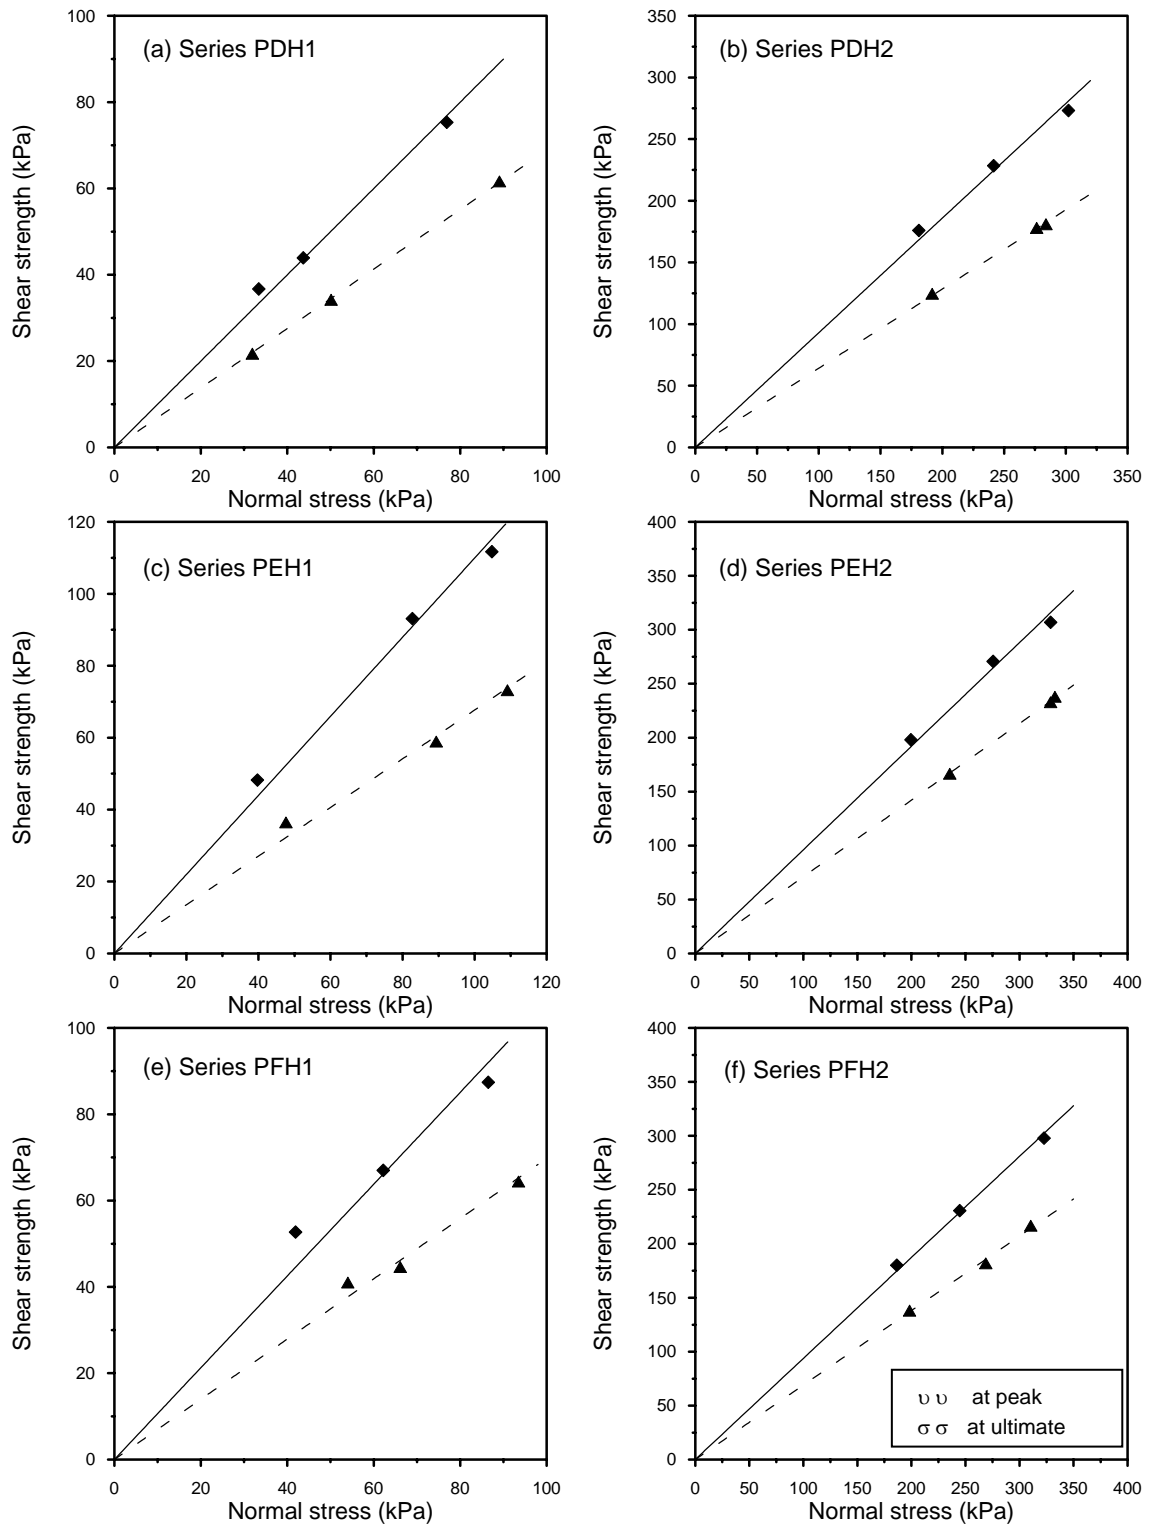 (a) Series PDH1
100
80
60
40
20
0
Shear strength (kPa)
0 20 40 60 80 100
Normal stress (kPa)
(b) Series PDH2
350
300
250
200
150
100
50
0
Shear strength (kPa)
0 50 100 150 200 250 300 350
Normal stress (kPa)
(c) Series PEH1
120
100
80
60
40
20
0
Shear strength (kPa)
0 20 40 60 80 100 120
Normal stress (kPa)
(d) Series PEH2
400
350
300
250
200
150
100
50
0
Shear strength (kPa)
0 50 100 150 200 250 300 350 400
Normal stress (kPa)
(e) Series PFH1
100
80
60
40
20
0
Shear strength (kPa)
0 20 40 60 80 100
Normal stress (kPa)
(f) Series PFH2
400
350
300
250
200
150
100
50
0
Shear strength (kPa)
0 50 100 150 200 250 300 350 400
Normal stress (kPa)
υ υ at peak
σ σ at ultimate